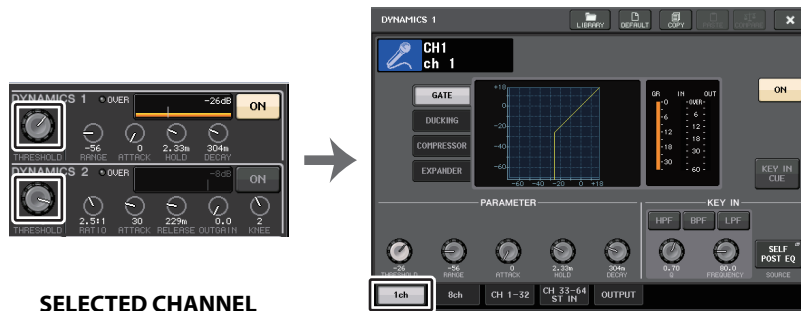 DYNAMICS 1 OVER -26dB ON
-56 0 2.33m 304m
THRESHOLD RANGE ATTACK HOLD DECAY
DYNAMICS 2 OVER -8dB ON
2.5:1 30 229m 0.0 2
THRESHOLD RATIO ATTACK RELEASE OUTGAIN KNEE
SELECTED CHANNEL
DYNAMICS 1 LIBRARY DEFAULT COPY PASTE COMPARE
CH1
ch 1
GATE
DUCKING
COMPRESSOR
EXPANDER
+18
0
-20
-40
-60
-60 -40 -20 0 +18
GR IN OUT
0 -OVER-
-6 - 6 -
-12 - 12 -
-18 - 18 -
-30 - 30 -
- 60 -
ON
KEY IN
CUE
PARAMETER
-26 -56 0 2.33m 304m
THRESHOLD RANGE ATTACK HOLD DECAY
KEY IN
HPF BPF LPF
0.70 80.0
Q FREQUENCY
SELF
POST EQ
SOURCE
1ch 8ch CH 1-32 CH 33-64
ST IN OUTPUT